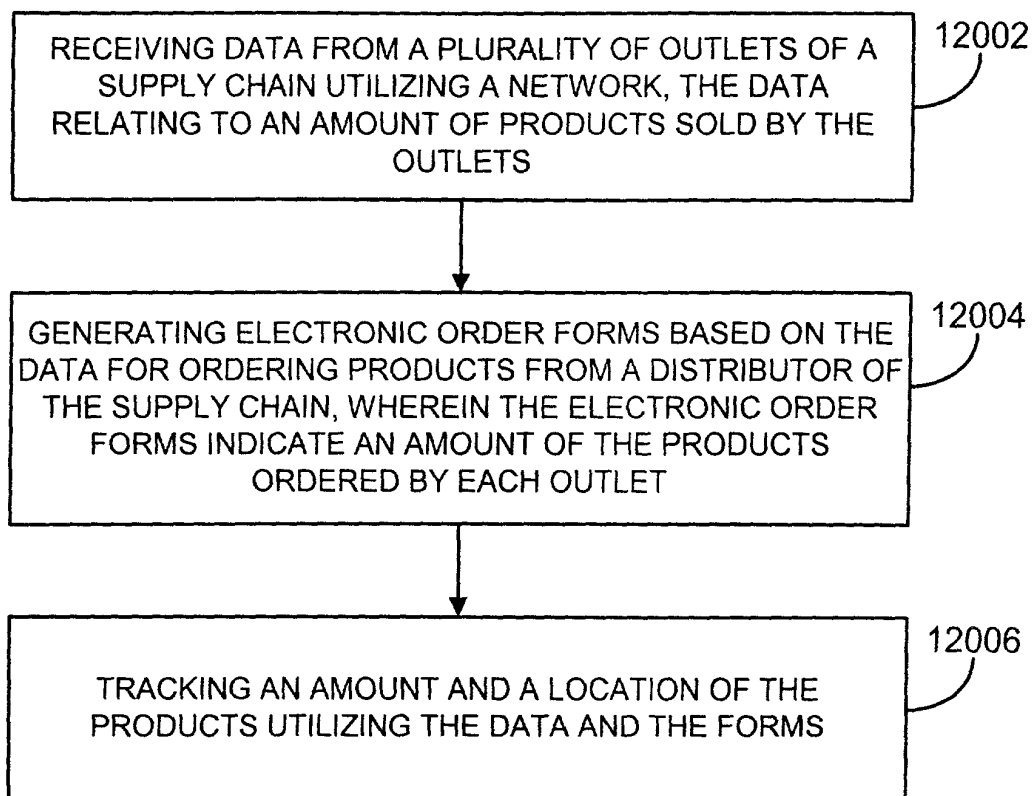 RECEIVING DATA FROM A PLURALITY OF OUTLETS OF A
SUPPLY CHAIN UTILIZING A NETWORK, THE DATA
RELATING TO AN AMOUNT OF PRODUCTS SOLD BY THE
OUTLETS
12002
GENERATING ELECTRONIC ORDER FORMS BASED ON THE
DATA FOR ORDERING PRODUCTS FROM A DISTRIBUTOR OF
THE SUPPLY CHAIN, WHEREIN THE ELECTRONIC ORDER
FORMS INDICATE AN AMOUNT OF THE PRODUCTS
ORDERED BY EACH OUTLET
12004
TRACKING AN AMOUNT AND A LOCATION OF THE
PRODUCTS UTILIZING THE DATA AND THE FORMS
12006